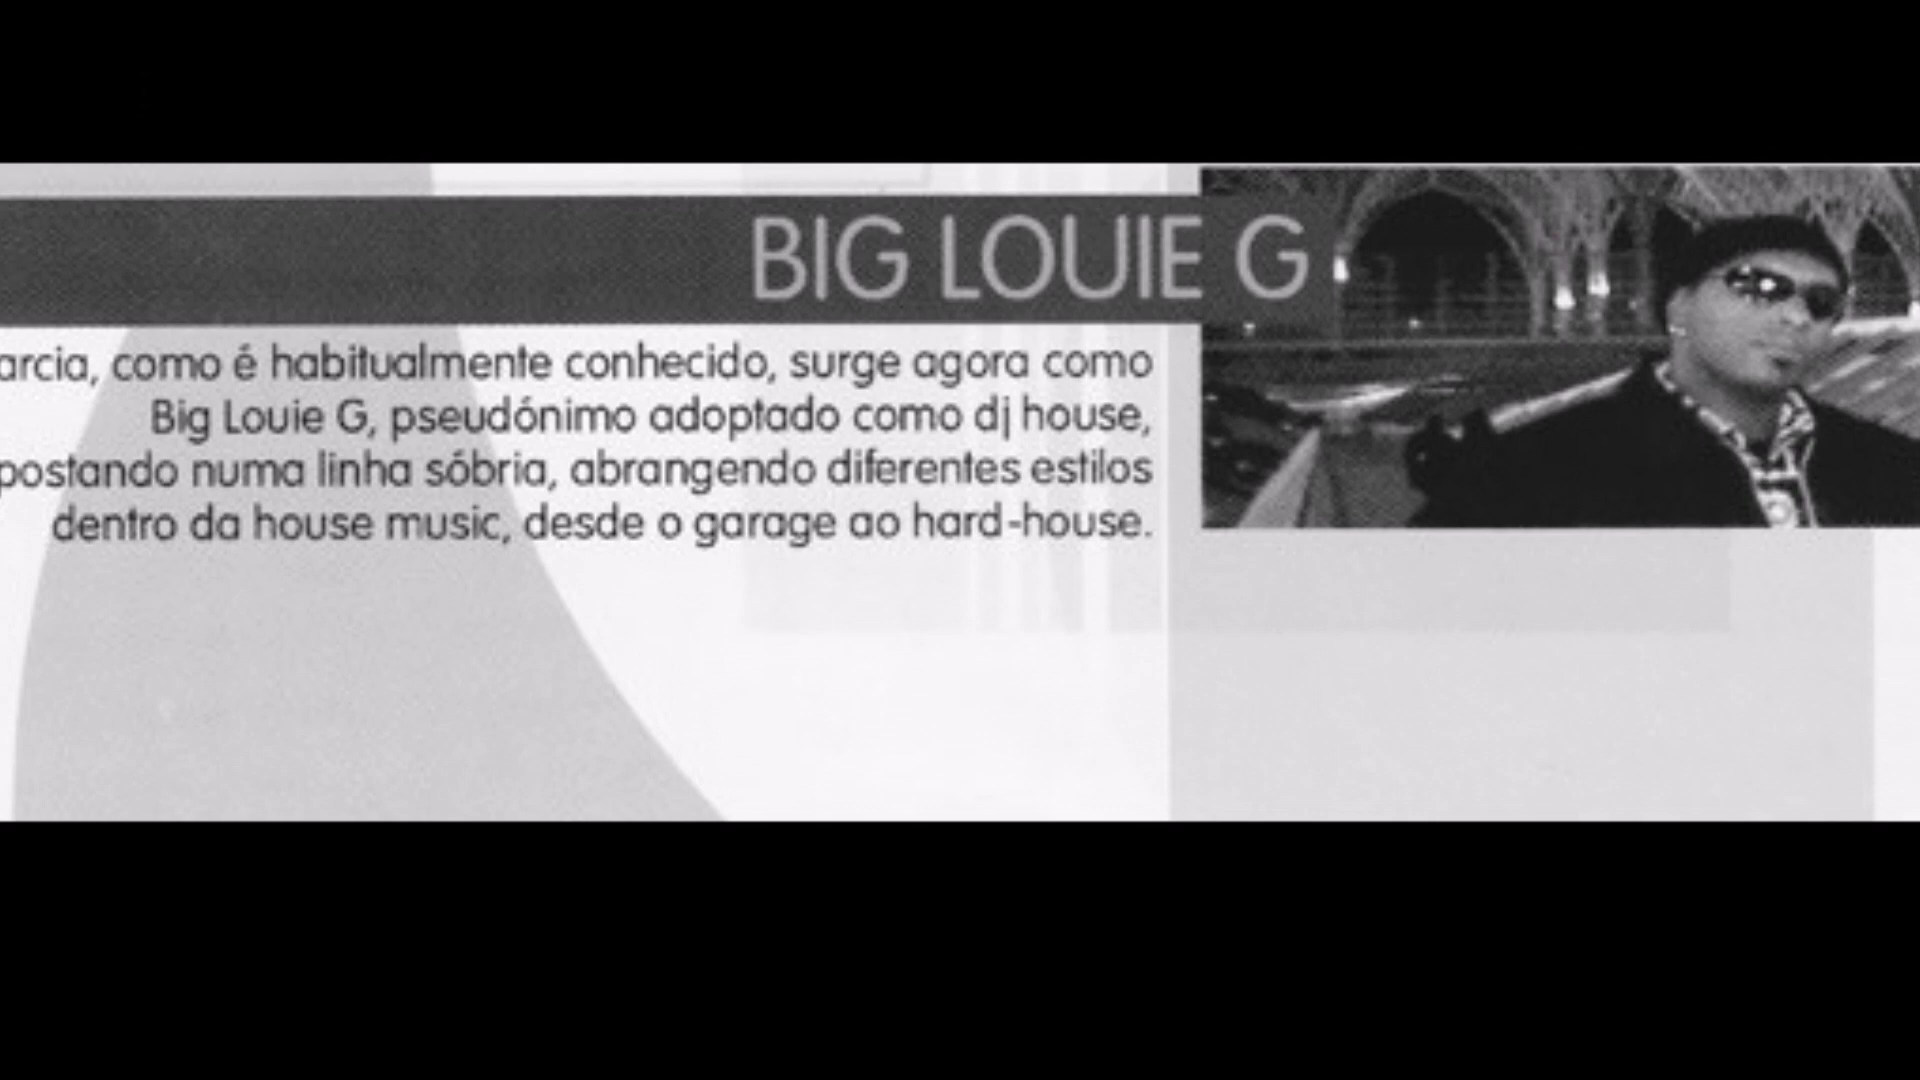 BIG LOUIE G
arcia, como é habitualmente conhecido, surge agora como
Big Louie G, pseudónimo adoptado como dj house,
postando numa linha sóbria, abrangendo diferentes estilos
dentro da house music, desde o garage ao hard-house.